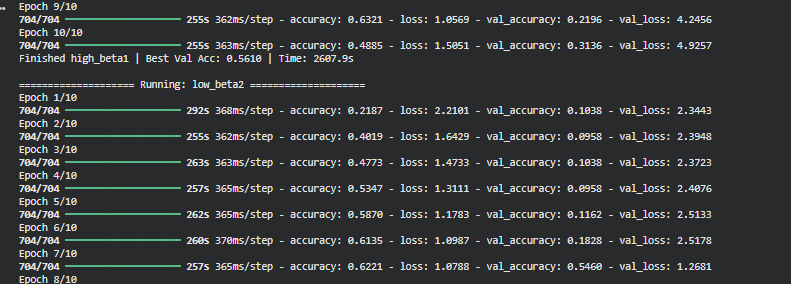 Epoch 9/10
704/704 ━━━━━━━━━━━━━━━━━━━━ 255s 362ms/step - accuracy: 0.6321 - loss: 1.0569 - val_accuracy: 0.2196 - val_loss: 4.2456
Epoch 10/10
704/704 ━━━━━━━━━━━━━━━━━━━━ 255s 363ms/step - accuracy: 0.4885 - loss: 1.5051 - val_accuracy: 0.3136 - val_loss: 4.9257
Finished high_beta1 | Best Val Acc: 0.5610 | Time: 2607.9s
==================== Running: low_beta2 ====================
Epoch 1/10
704/704 ━━━━━━━━━━━━━━━━━━━━ 292s 368ms/step - accuracy: 0.2187 - loss: 2.2101 - val_accuracy: 0.1038 - val_loss: 2.3443
Epoch 2/10
704/704 ━━━━━━━━━━━━━━━━━━━━ 255s 362ms/step - accuracy: 0.4019 - loss: 1.6429 - val_accuracy: 0.0958 - val_loss: 2.3948
Epoch 3/10
704/704 ━━━━━━━━━━━━━━━━━━━━ 263s 363ms/step - accuracy: 0.4773 - loss: 1.4733 - val_accuracy: 0.1038 - val_loss: 2.3723
Epoch 4/10
704/704 ━━━━━━━━━━━━━━━━━━━━ 257s 365ms/step - accuracy: 0.5347 - loss: 1.3111 - val_accuracy: 0.0958 - val_loss: 2.4076
Epoch 5/10
704/704 ━━━━━━━━━━━━━━━━━━━━ 262s 365ms/step - accuracy: 0.5870 - loss: 1.1783 - val_accuracy: 0.1162 - val_loss: 2.5133
Epoch 6/10
704/704 ━━━━━━━━━━━━━━━━━━━━ 260s 370ms/step - accuracy: 0.6135 - loss: 1.0987 - val_accuracy: 0.1828 - val_loss: 2.5178
Epoch 7/10
704/704 ━━━━━━━━━━━━━━━━━━━━ 257s 365ms/step - accuracy: 0.6221 - loss: 1.0788 - val_accuracy: 0.5460 - val_loss: 1.2681
Epoch 8/10